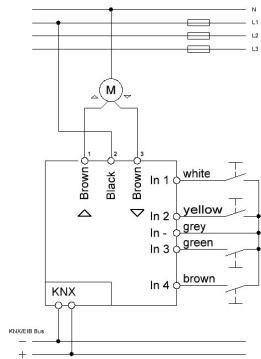 N
L1
L2
L3
M
1 2 3
Brown
Black
Brown
In 1 white
In 2 yellow
In - grey
In 3 green
In 4 brown
KNX
KNX/EIB Bus
−
+